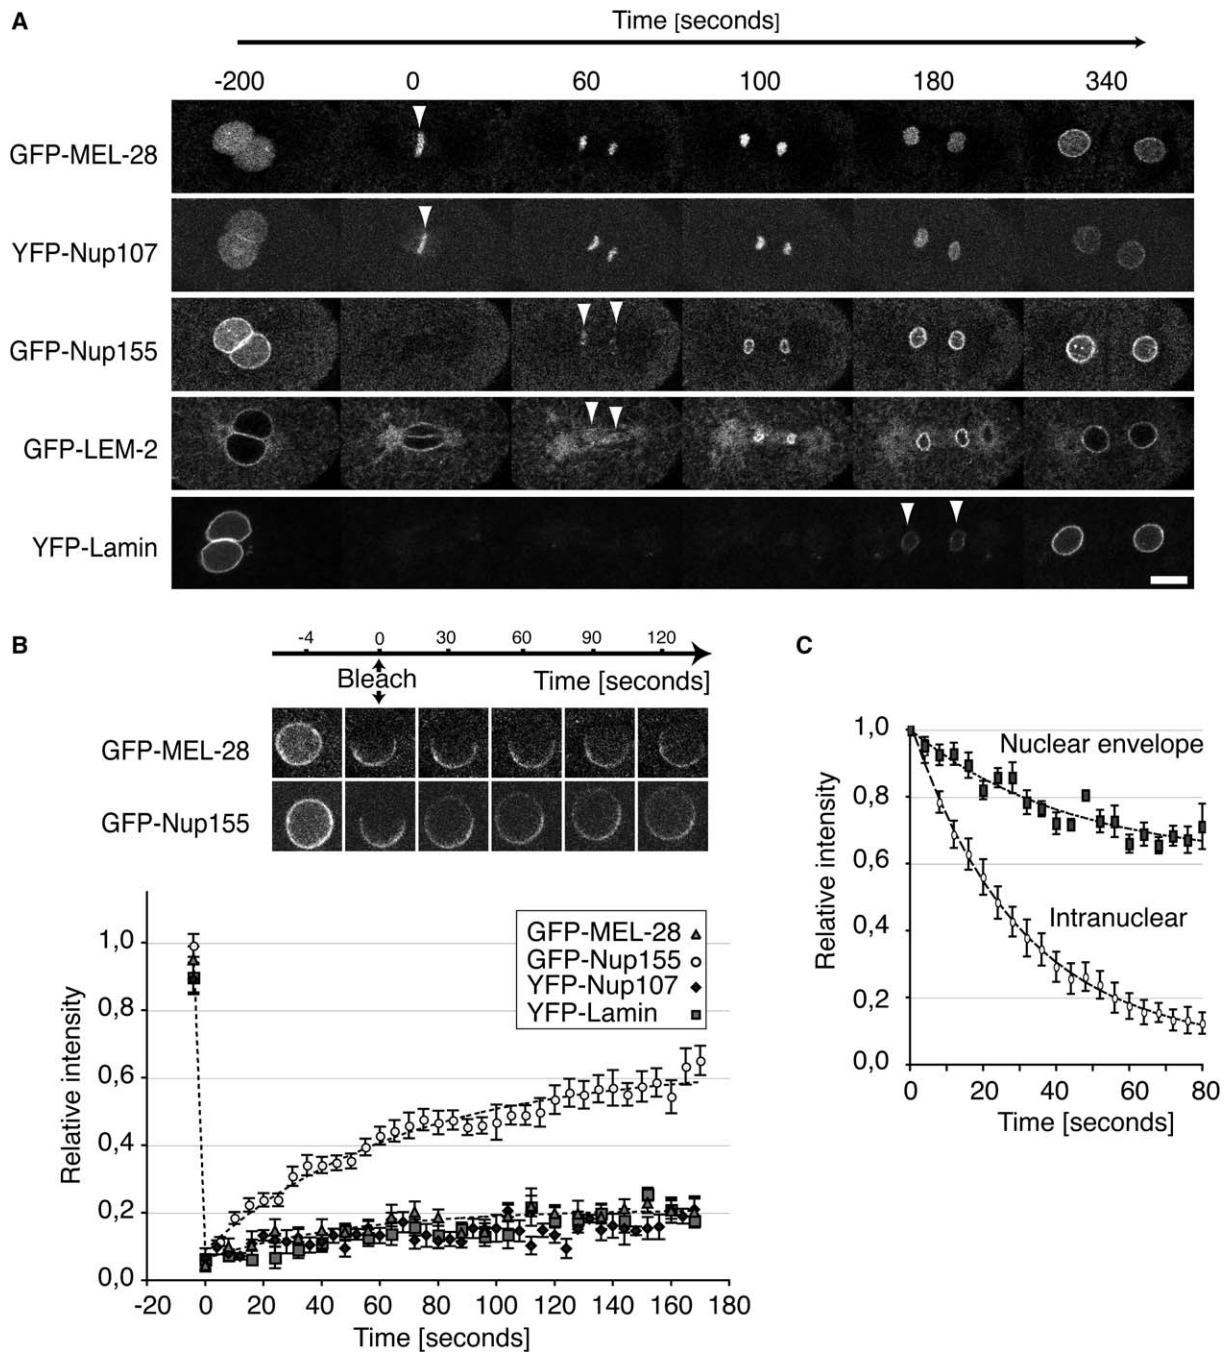 A
Time [seconds]
-200 0 60 100 180 340
GFP-MEL-28
YFP-Nup107
GFP-Nup155
GFP-LEM-2
YFP-Lamin
B
-4 0 30 60 90 120
Bleach Time [seconds]
GFP-MEL-28
GFP-Nup155
Relative intensity
1,0
0,8
0,6
0,4
0,2
0,0
-20 0 20 40 60 80 100 120 140 160 180
Time [seconds]
GFP-MEL-28
GFP-Nup155
YFP-Nup107
YFP-Lamin
C
Relative intensity
1,0
0,8
0,6
0,4
0,2
0,0
Nuclear envelope
Intranuclear
0 20 40 60 80
Time [seconds]